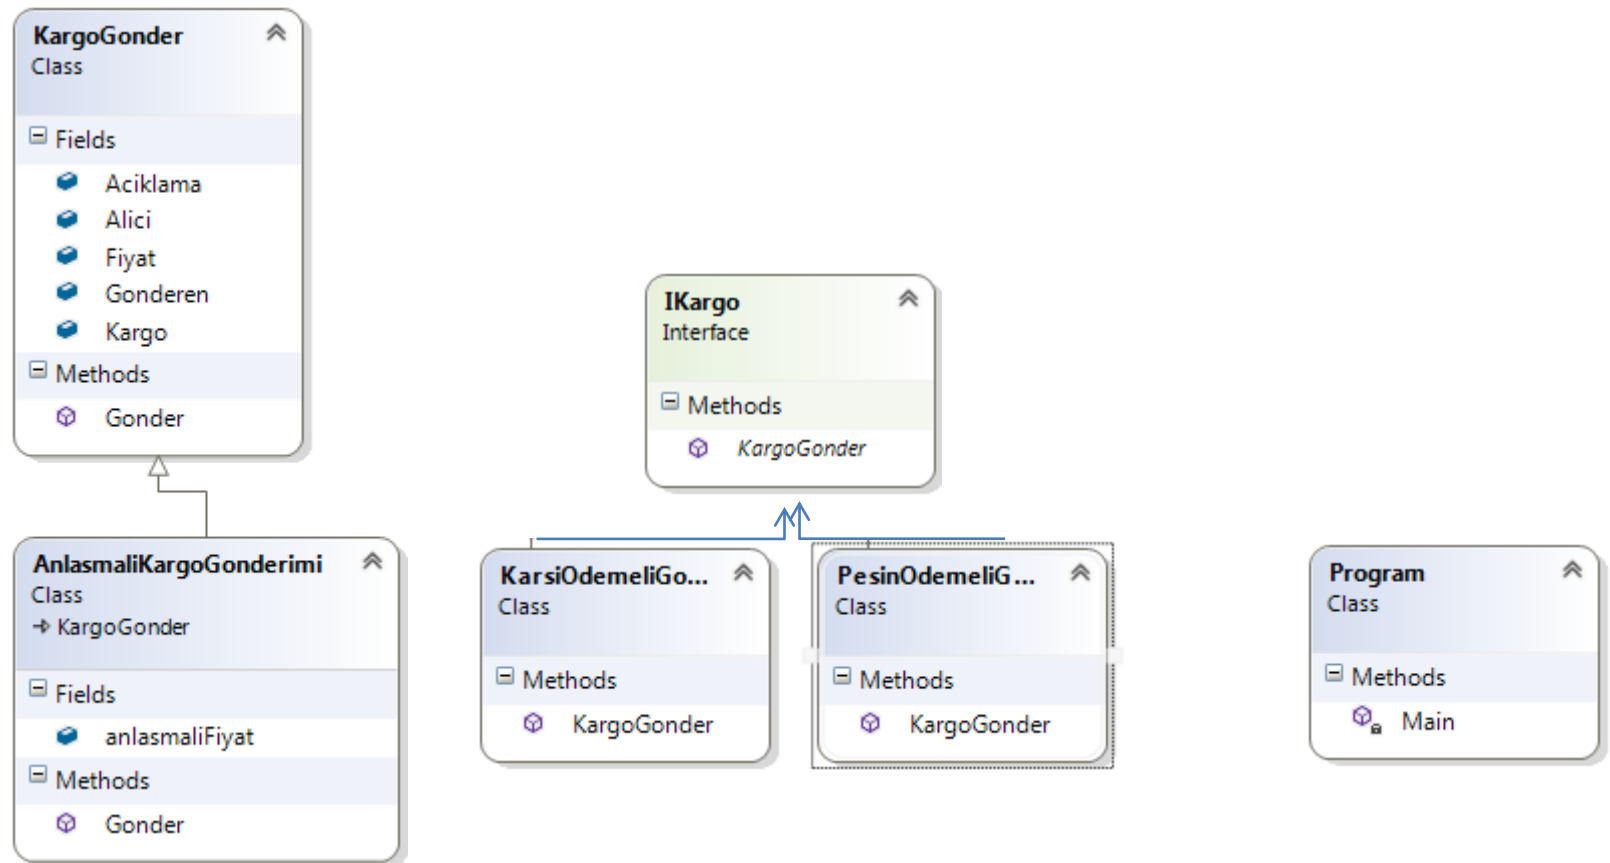 KargoGonder
Class
Fields
Aciklama
Alici
Fiyat
Gonderen
Kargo
Methods
Gonder
AnlasmaliKargoGonderimi
Class
KargoGonder
Fields
anlasmaliFiyat
Methods
Gonder
IKargo
Interface
Methods
KargoGonder
KarsiOdemeliGo...
Class
Methods
KargoGonder
PesinOdemeliG...
Class
Methods
KargoGonder
Program
Class
Methods
Main